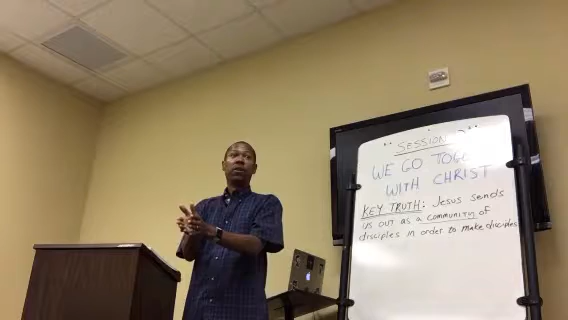 "SESSION
WE GO TOGE
WITH CHRIST
KEY TRUTH: Jesus sends
us out as a community of
disciples in order to make disciples